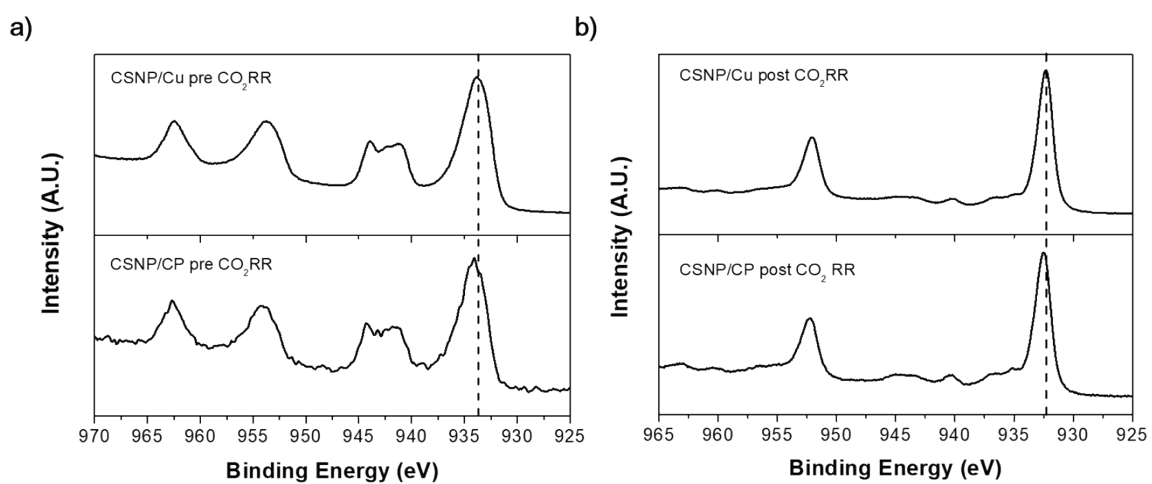 a)
CSNP/Cu pre CO₂RR
CSNP/CP pre CO₂RR
Intensity (A.U.)
Intensity (A.U.)
970 965 960 955 950 945 940 935 930 925
Binding Energy (eV)
b)
CSNP/Cu post CO₂RR
CSNP/CP post CO₂ RR
Intensity (A.U.)
Intensity (A.U.)
965 960 955 950 945 940 935 930 925
Binding Energy (eV)